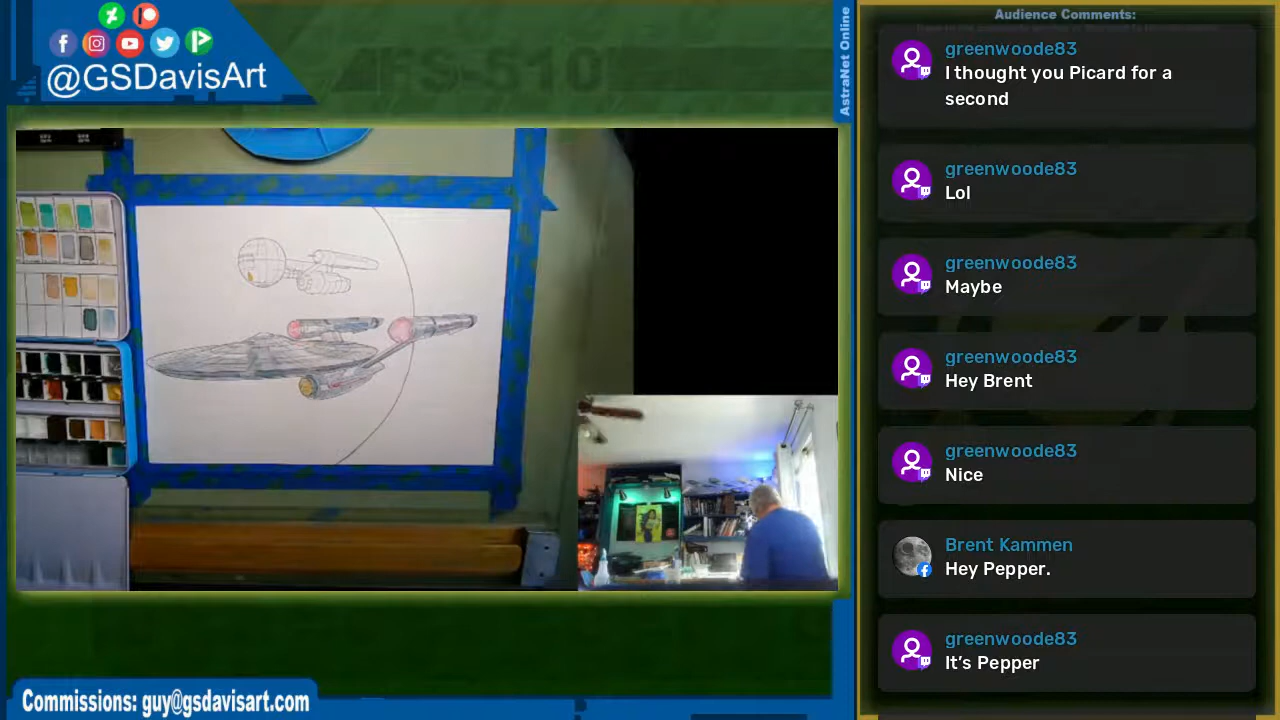 @GSDavisArt
AstraNet Online
Audience Comments:
greenwoode83
I thought you Picard for a
second
greenwoode83
Lol
greenwoode83
Maybe
greenwoode83
Hey Brent
greenwoode83
Nice
Brent Kammen
Hey Pepper.
greenwoode83
It's Pepper
Commissions: guy@gsdavisart.com